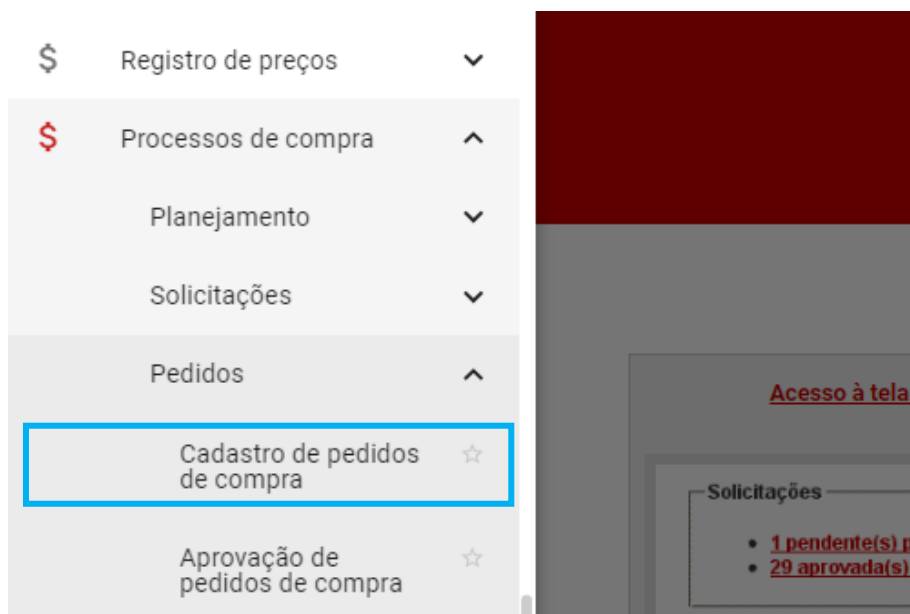 $ Registro de preços
$ Processos de compra
Planejamento
Solicitações
Pedidos
Cadastro de pedidos
de compra
Aprovação de
pedidos de compra
Acesso à tela
Solicitações
1 pendente(s) p
29 aprovada(s)